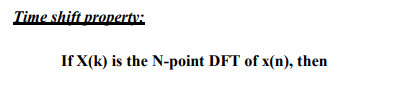 Time shift property:
If X(k) is the N-point DFT of x(n), then